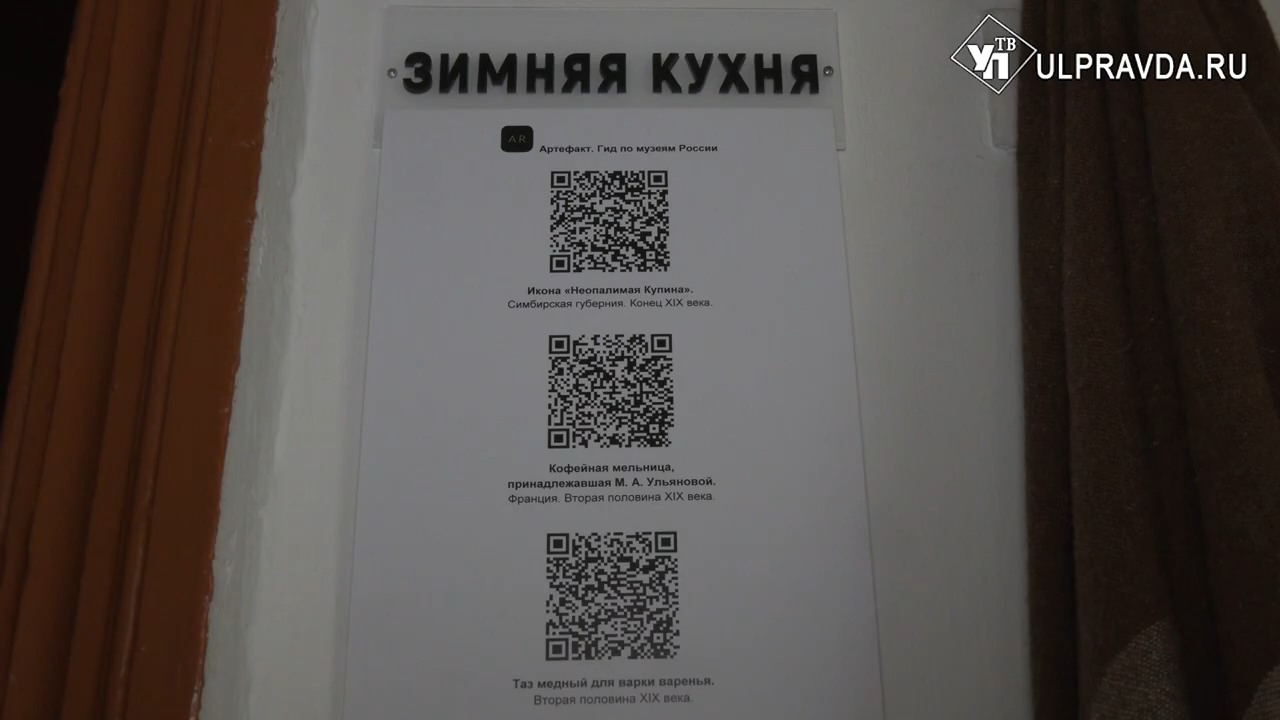 УП ТВ
ULPRAVDA.RU
ЗИМНЯЯ КУХНЯ
AR
Артефакт. Гид по музеям России
Икона «Неопалимая Купина».
Симбирская губерния. Конец XIX века.
Кофейная мельница,
принадлежавшая М. А. Ульяновой.
Франция. Вторая половина XIX века.
Таз медный для варки варенья.
Вторая половина XIX века.